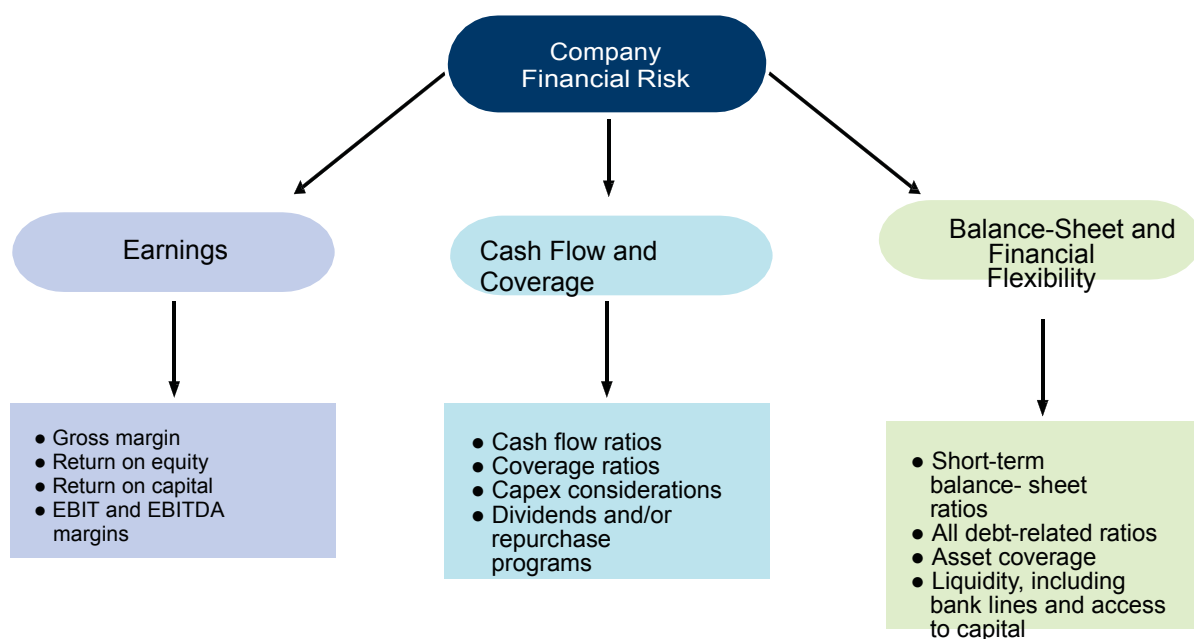 Company
Financial Risk
Earnings
Cash Flow and
Coverage
Balance-Sheet and
Financial
Flexibility
● Gross margin
● Return on equity
● Return on capital
● EBIT and EBITDA
margins
● Cash flow ratios
● Coverage ratios
● Capex considerations
● Dividends and/or
repurchase
programs
● Short-term
balance- sheet
ratios
● All debt-related ratios
● Asset coverage
● Liquidity, including
bank lines and access
to capital